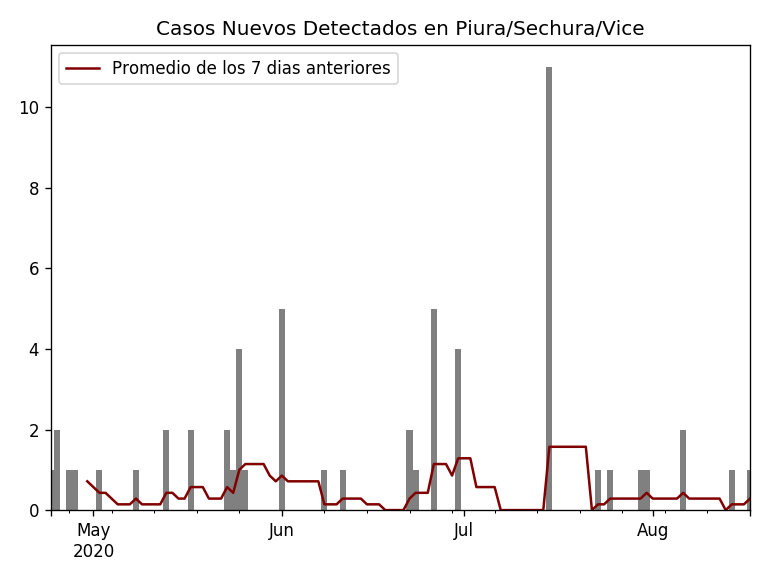 Casos Nuevos Detectados en Piura/Sechura/Vice
Promedio de los 7 dias anteriores
10
8
6
4
2
0
May Jun Jul Aug
2020